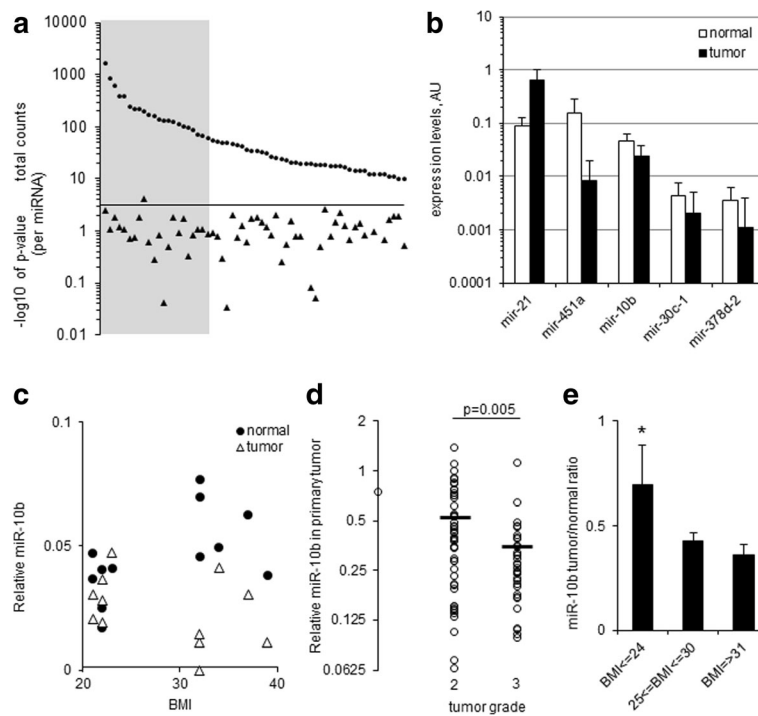 a
10000
1000
100
10
1
0.1
0.01
-log10 of p-value total counts
(per miRNA)
b
normal
tumor
10
1
0.1
0.01
0.001
0.0001
expression levels, AU
mir-21
mir-451a
mir-10b
mir-30c-1
mir-378d-2
c
0.1
0.05
0
Relative miR-10b
normal
tumor
20
30
40
BMI
d
2
1
0.5
0.25
0.125
0.0625
Relative miR-10b in primary tumor
p=0.005
2
3
tumor grade
e
1
0.5
0
miR-10b tumor/normal ratio
*
BMI<=24
25<=BMI<=30
BMI=>31